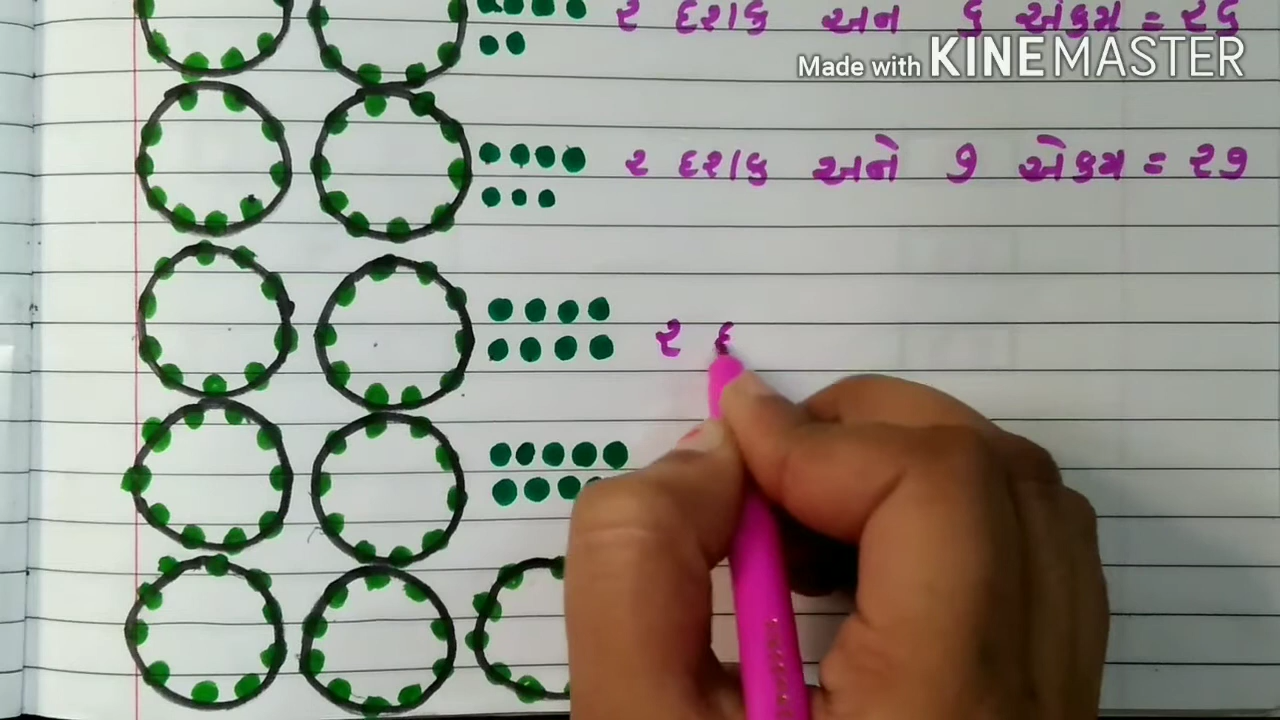 ૨ દશક અન ૬ એકમ = ૨૬
Made with KINEMASTER
૨ દશક અને ૭ એકમ = ૨૭
૨ દ